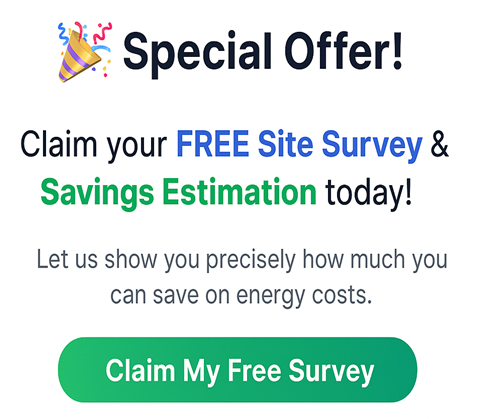 Special Offer!
Claim your FREE Site Survey &
Savings Estimation today!
Let us show you precisely how much you
can save on energy costs.
Claim My Free Survey